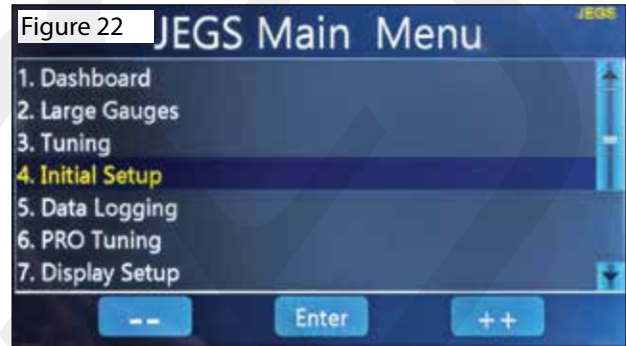 Figure 22
JEGS Main Menu
JEGS
1. Dashboard
2. Large Gauges
3. Tuning
4. Initial Setup
5. Data Logging
6. PRO Tuning
7. Display Setup
-- Enter ++